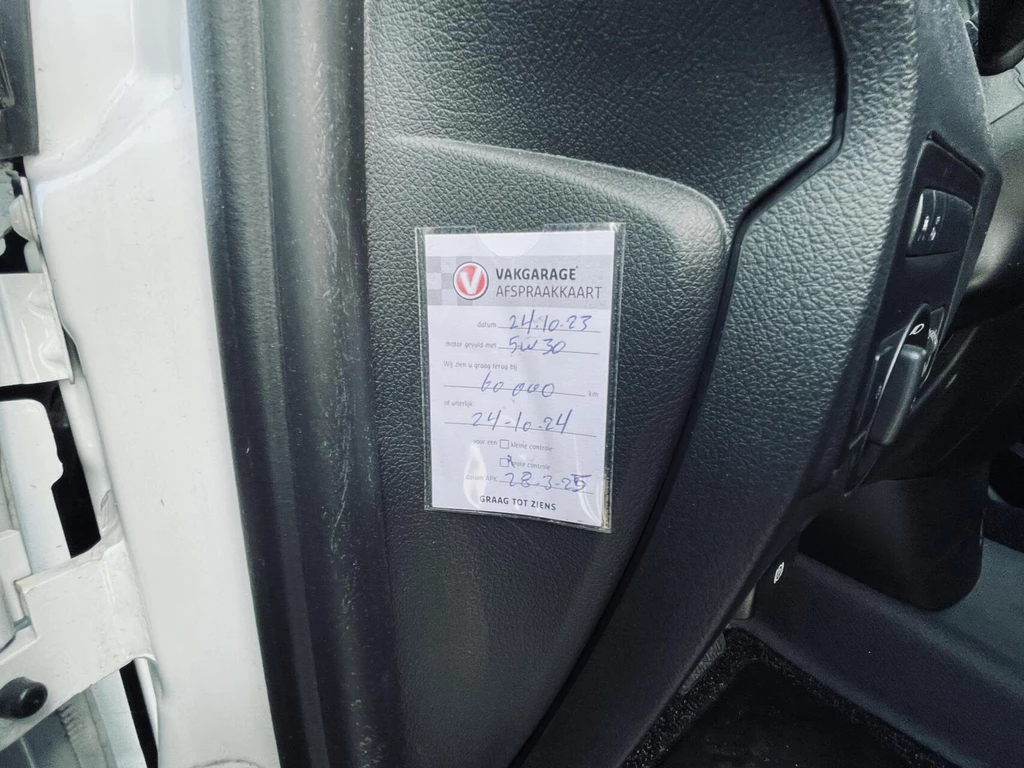 VAKGARAGE
AFSPRAAKKAART
datum 24-10-23
motor gevuld met 5W30
Wij zien u graag terug bij
60 000 km
of uiterlijk
24-10-24
voor een kleine controle
grote controle
datum APK 28-3-25
GRAAG TOT ZIENS